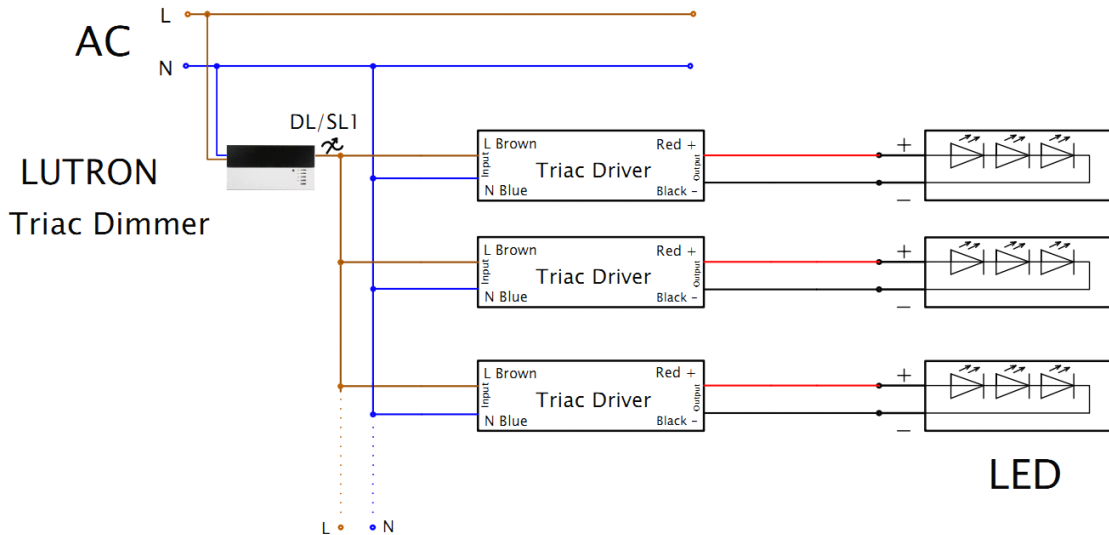 L
AC
N
DL/SL1
LUTRON
Triac Dimmer
L Brown
Input
N Blue
Triac Driver
Red +
Output
Black -
+
–
L Brown
Input
N Blue
Triac Driver
Red +
Output
Black -
+
–
L Brown
Input
N Blue
Triac Driver
Red +
Output
Black -
+
–
LED
L
N